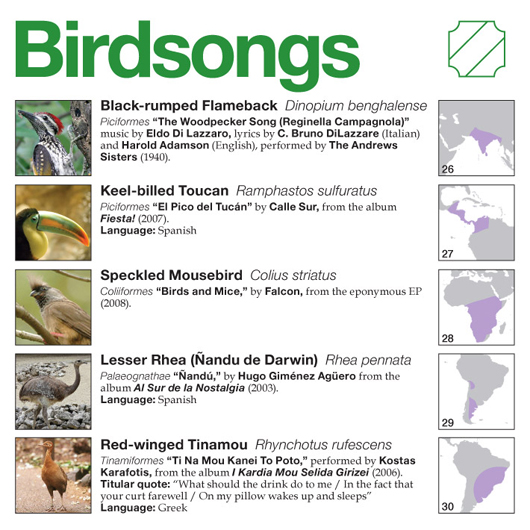 Birdsongs
Black-rumped Flameback Dinopium benghalense
Piciformes “The Woodpecker Song (Reginella Campagnola)”
music by Eldo Di Lazzaro, lyrics by C. Bruno DiLazzare (Italian)
and Harold Adamson (English), performed by The Andrews
Sisters (1940).
26
Keel-billed Toucan Ramphastos sulfuratus
Piciformes “El Pico del Tucán” by Calle Sur, from the album
Fiesta! (2007).
Language: Spanish
27
Speckled Mousebird Colius striatus
Coliiformes “Birds and Mice,” by Falcon, from the eponymous EP
(2008).
28
Lesser Rhea (Ñandu de Darwin) Rhea pennata
Palaeognathae “Ñandú,” by Hugo Giménez Agüero from the
album Al Sur de la Nostalgia (2003).
Language: Spanish
29
Red-winged Tinamou Rhynchotus rufescens
Tinamiformes “Ti Na Mou Kanei To Poto,” performed by Kostas
Karafotis, from the album I Kardia Mou Selida Girizei (2006).
Titular quote: “What should the drink do to me / In the fact that
your curt farewell / On my pillow wakes up and sleeps”
Language: Greek
30